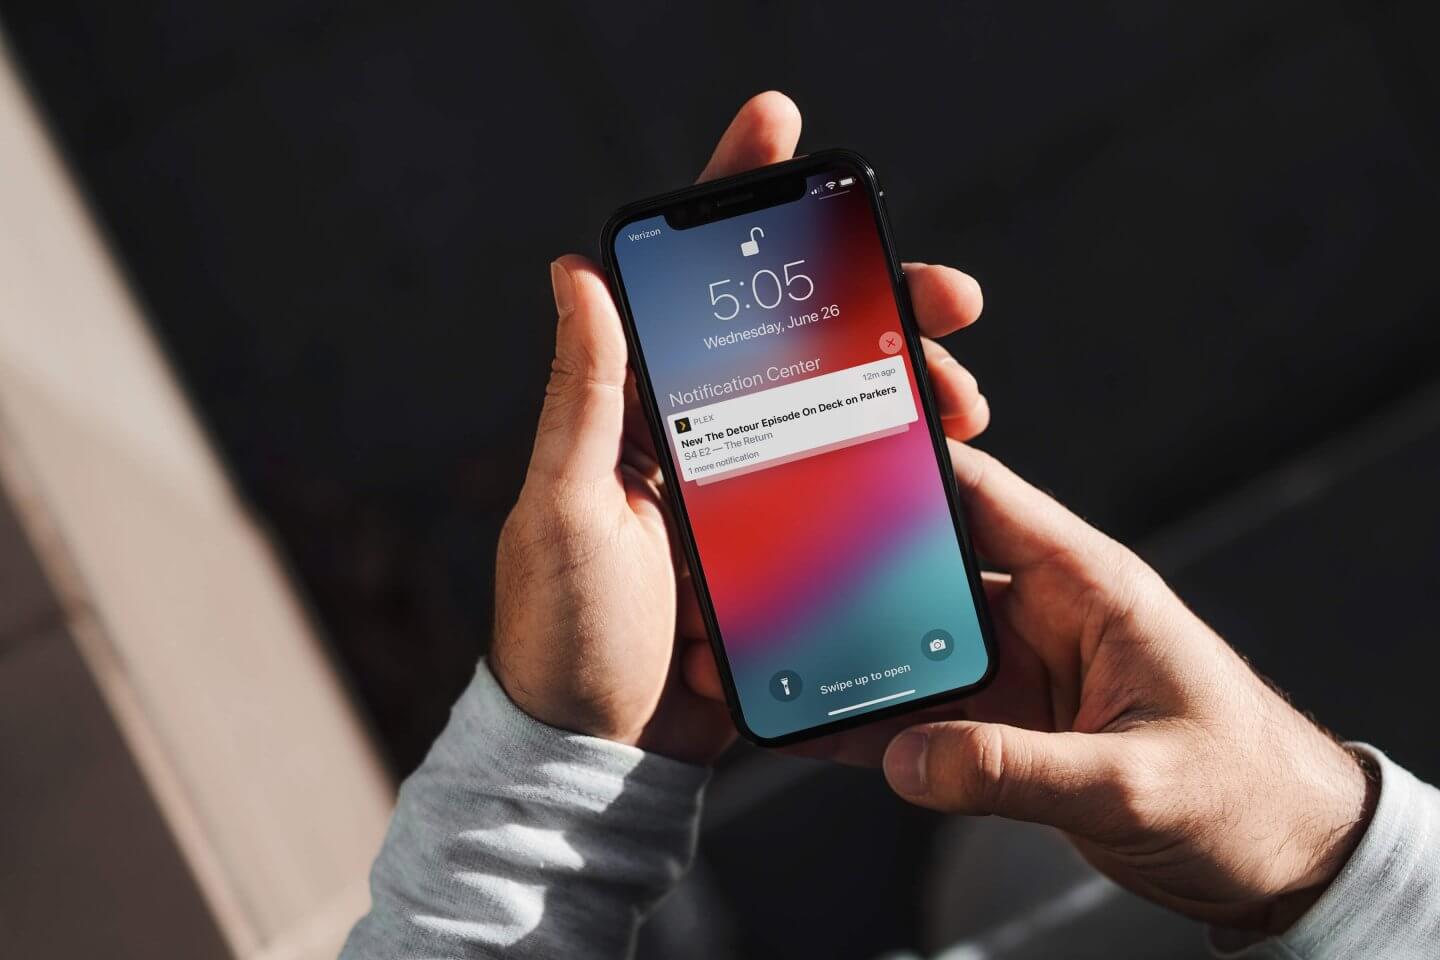 Verizon
5:05
Wednesday, June 26
Notification Center
PLEX
12m ago
New The Detour Episode On Deck on Parkers
S4 E2 — The Return
1 more notification
Swipe up to open